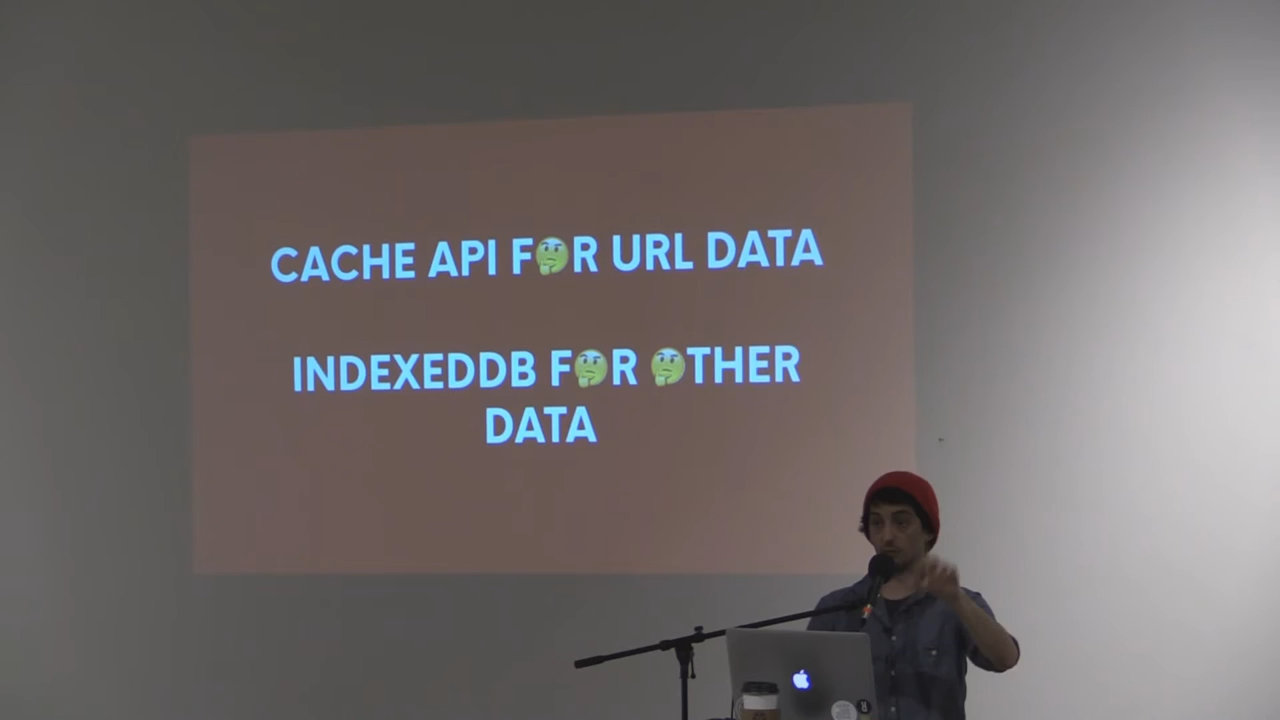 CACHE API F🤔R URL DATA
INDEXEDDB F🤔R 🤔THER
DATA